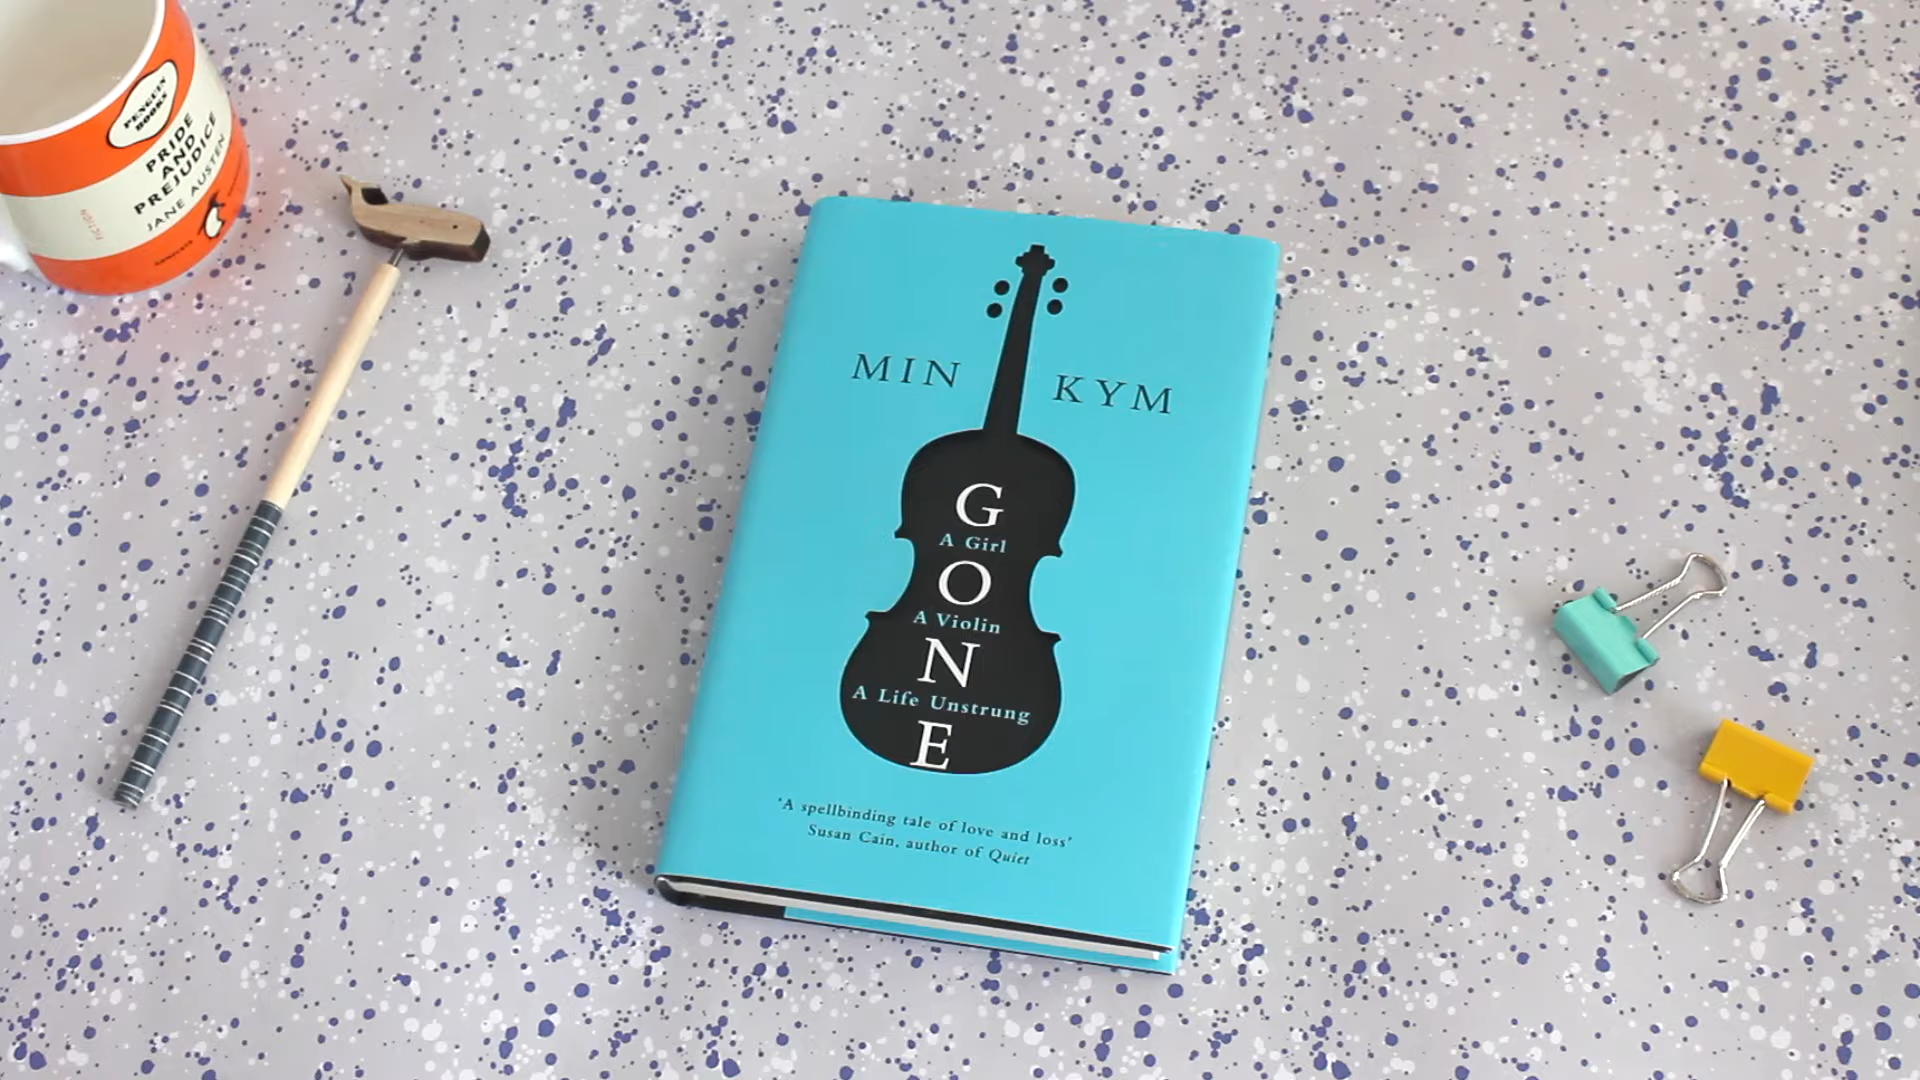 PENGUIN
BOOKS
PRIDE
AND
PREJUDICE
JANE AUSTEN
FICTION
MIN KYM
G
A Girl
O
A Violin
N
A Life Unstrung
E
'A spellbinding tale of love and loss'
Susan Cain, author of Quiet